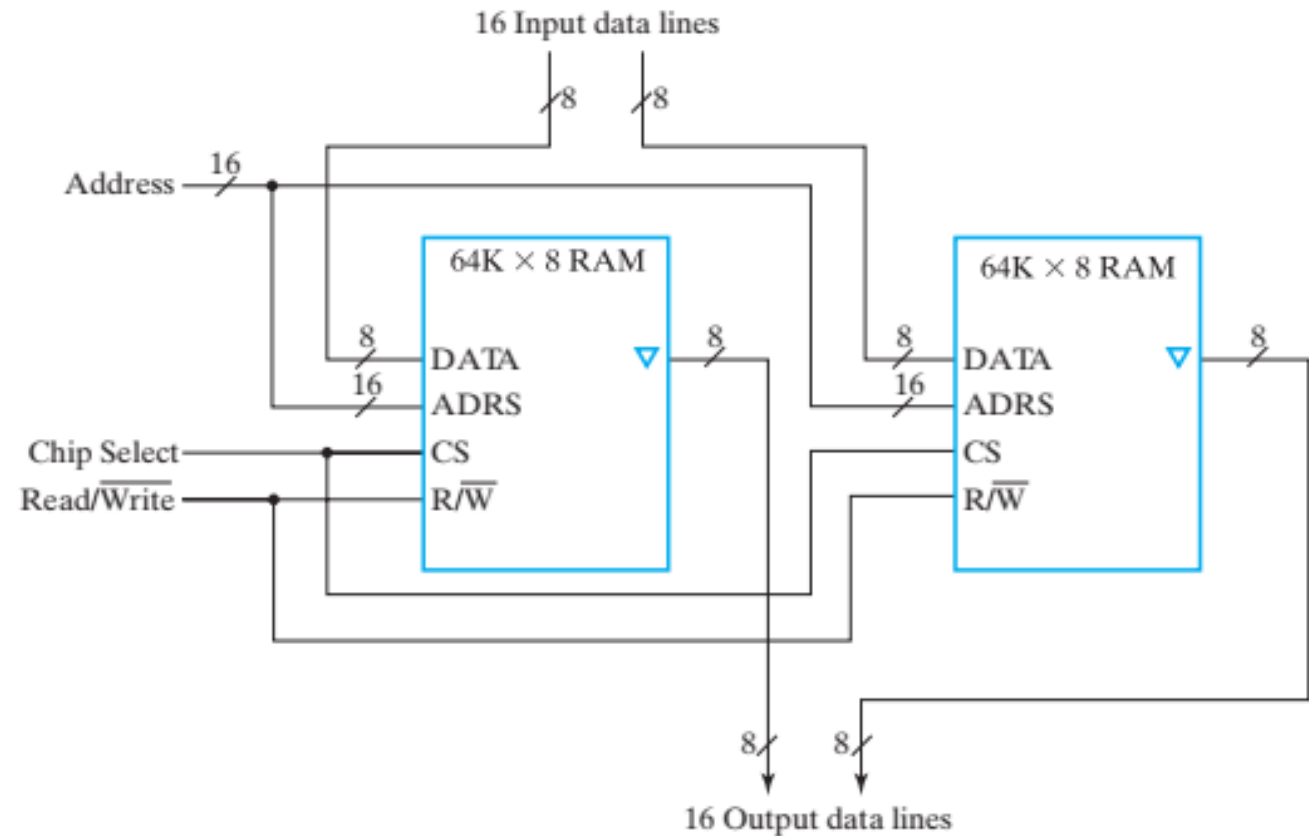 16 Input data lines
8
8
16
Address
64K × 8 RAM
64K × 8 RAM
8
DATA
8
8
DATA
8
16
ADRS
16
ADRS
Chip Select
CS
CS
Read/W̅r̅i̅t̅e̅
R/W̅
R/W̅
8
8
16 Output data lines